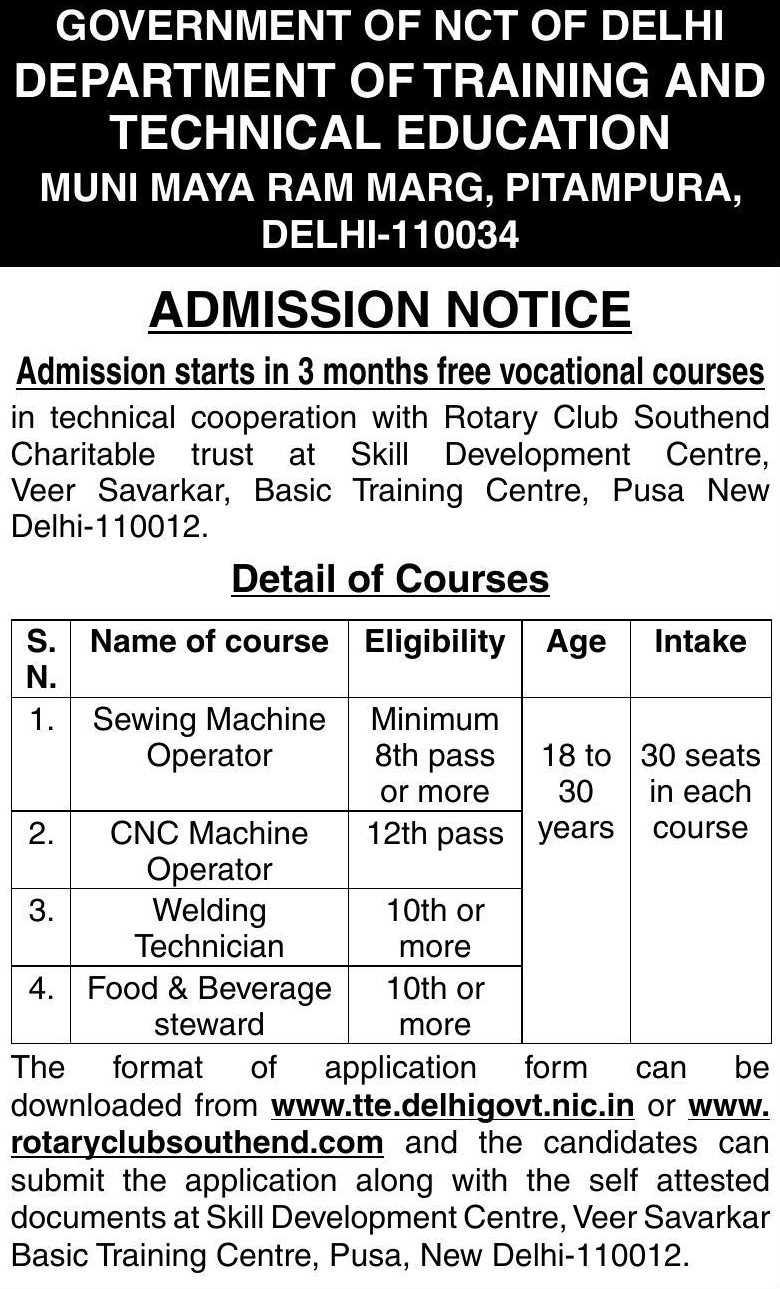 GOVERNMENT OF NCT OF DELHI
DEPARTMENT OF TRAINING AND
TECHNICAL EDUCATION
MUNI MAYA RAM MARG, PITAMPURA,
DELHI-110034
ADMISSION NOTICE
Admission starts in 3 months free vocational courses
in technical cooperation with Rotary Club Southend
Charitable trust at Skill Development Centre,
Veer Savarkar, Basic Training Centre, Pusa New
Delhi-110012.
Detail of Courses
S. N. Name of course Eligibility Age Intake
1. Sewing Machine Operator Minimum 8th pass or more 18 to 30 years 30 seats in each course
2. CNC Machine Operator 12th pass
3. Welding Technician 10th or more
4. Food & Beverage steward 10th or more
The format of application form can be
downloaded from www.tte.delhigovt.nic.in or www.
rotaryclubsouthend.com and the candidates can
submit the application along with the self attested
documents at Skill Development Centre, Veer Savarkar
Basic Training Centre, Pusa, New Delhi-110012.